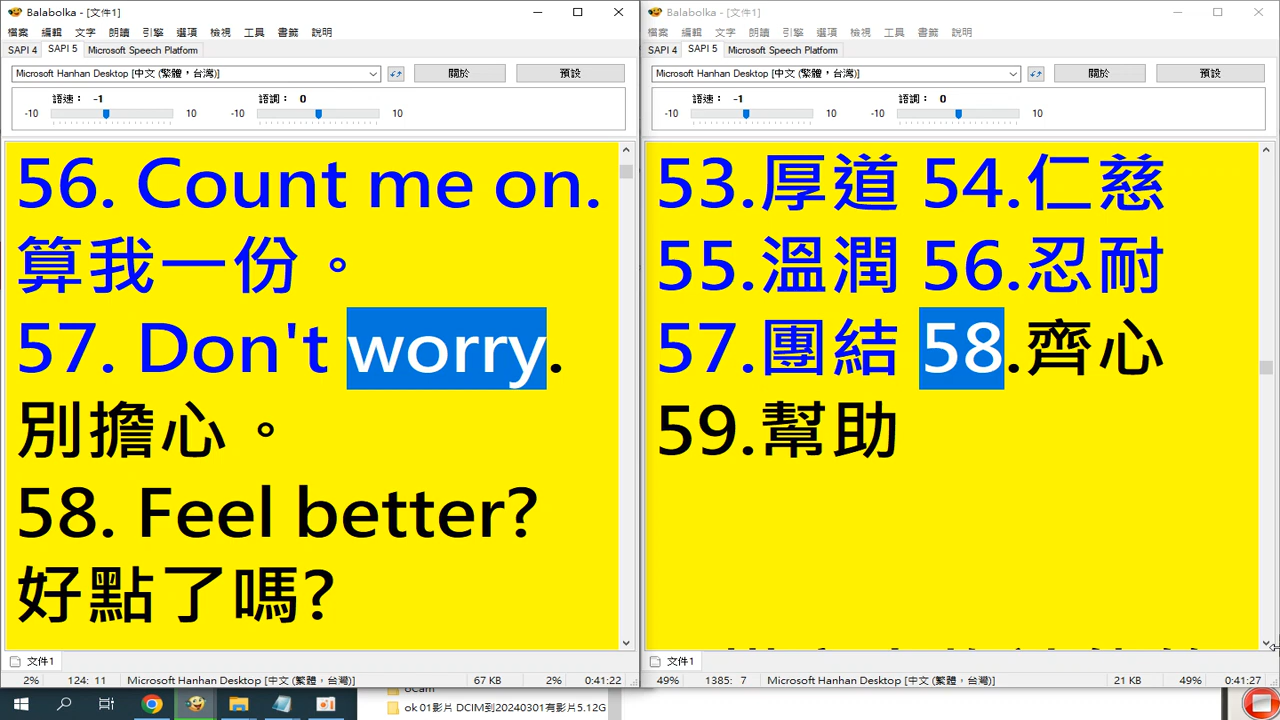 Balabolka - [文件1]
檔案 編輯 文字 朗讀 引擎 選項 檢視 工具 書籤 說明
SAPI 4 SAPI 5 Microsoft Speech Platform
Microsoft Hanhan Desktop [中文 (繁體，台灣)] 關於 預設
語速： -1 語調： 0
-10 10 -10 10
56. Count me on.
算我一份。
57. Don't worry.
別擔心。
58. Feel better?
好點了嗎?
文件1
2% 124: 11 Microsoft Hanhan Desktop [中文 (繁體，台灣)] 67 KB 2% 0:41:22
Balabolka - [文件1]
檔案 編輯 文字 朗讀 引擎 選項 檢視 工具 書籤 說明
SAPI 4 SAPI 5 Microsoft Speech Platform
Microsoft Hanhan Desktop [中文 (繁體，台灣)] 關於 預設
語速： -1 語調： 0
-10 10 -10 10
53.厚道 54.仁慈
55.溫潤 56.忍耐
57.團結 58.齊心
59.幫助
文件1
49% 1385: 7 Microsoft Hanhan Desktop [中文 (繁體，台灣)] 21 KB 49% 0:41:27
oCam
ok 01影片 DCIM到20240301有影片5.12G